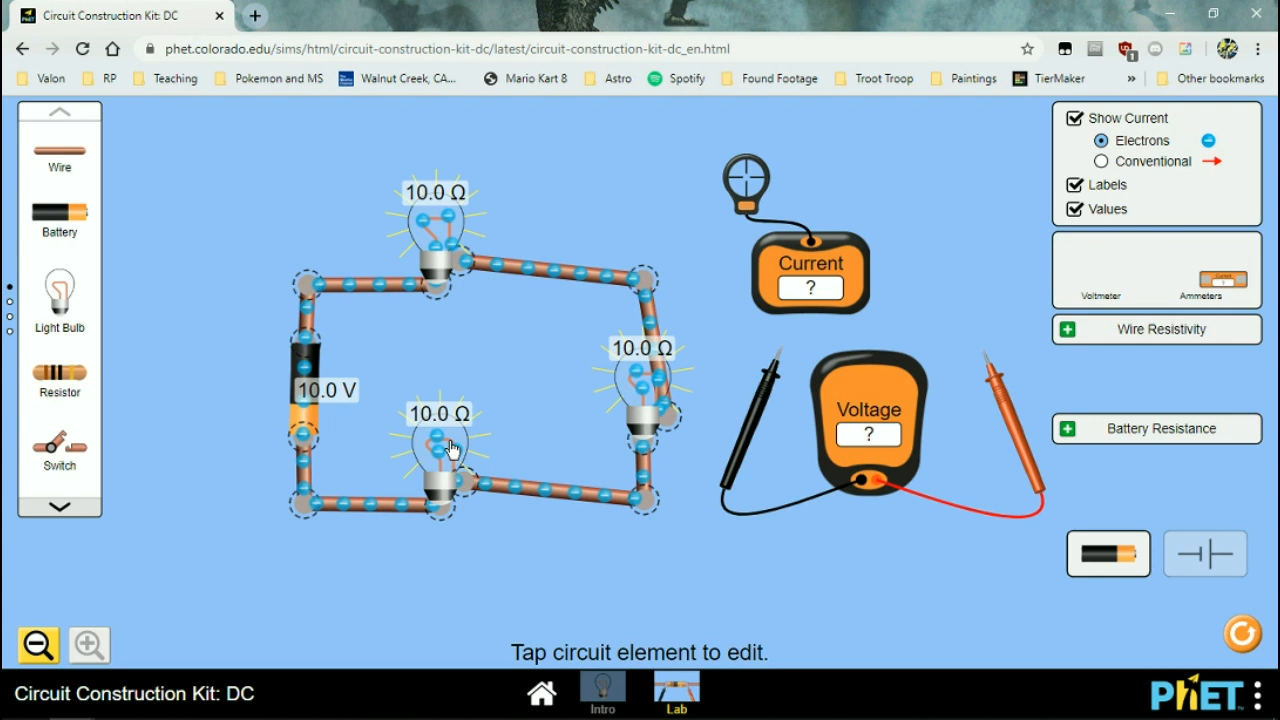 Circuit Construction Kit: DC
phet.colorado.edu/sims/html/circuit-construction-kit-dc/latest/circuit-construction-kit-dc_en.html
Valon RP Teaching Pokemon and MS Walnut Creek, CA... Mario Kart 8 Astro Spotify Found Footage Troot Troop Paintings TierMaker » Other bookmarks
Wire
Battery
Light Bulb
Resistor
Switch
10.0 Ω
10.0 V
10.0 Ω
10.0 Ω
Current
?
Voltage
?
Show Current
Electrons
Conventional
Labels
Values
Voltmeter
Ammeters
Current
?
Wire Resistivity
Battery Resistance
Tap circuit element to edit.
Circuit Construction Kit: DC
Intro
Lab
PhET